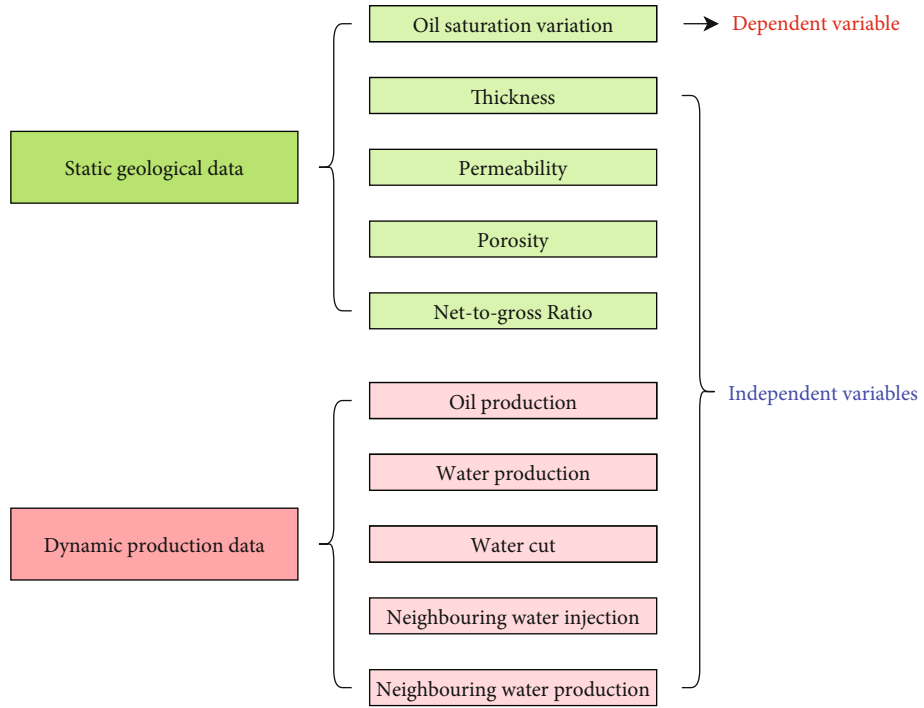 Oil saturation variation
Dependent variable
Thickness
Static geological data
Permeability
Porosity
Net-to-gross Ratio
Oil production
Independent variables
Water production
Dynamic production data
Water cut
Neighbouring water injection
Neighbouring water production